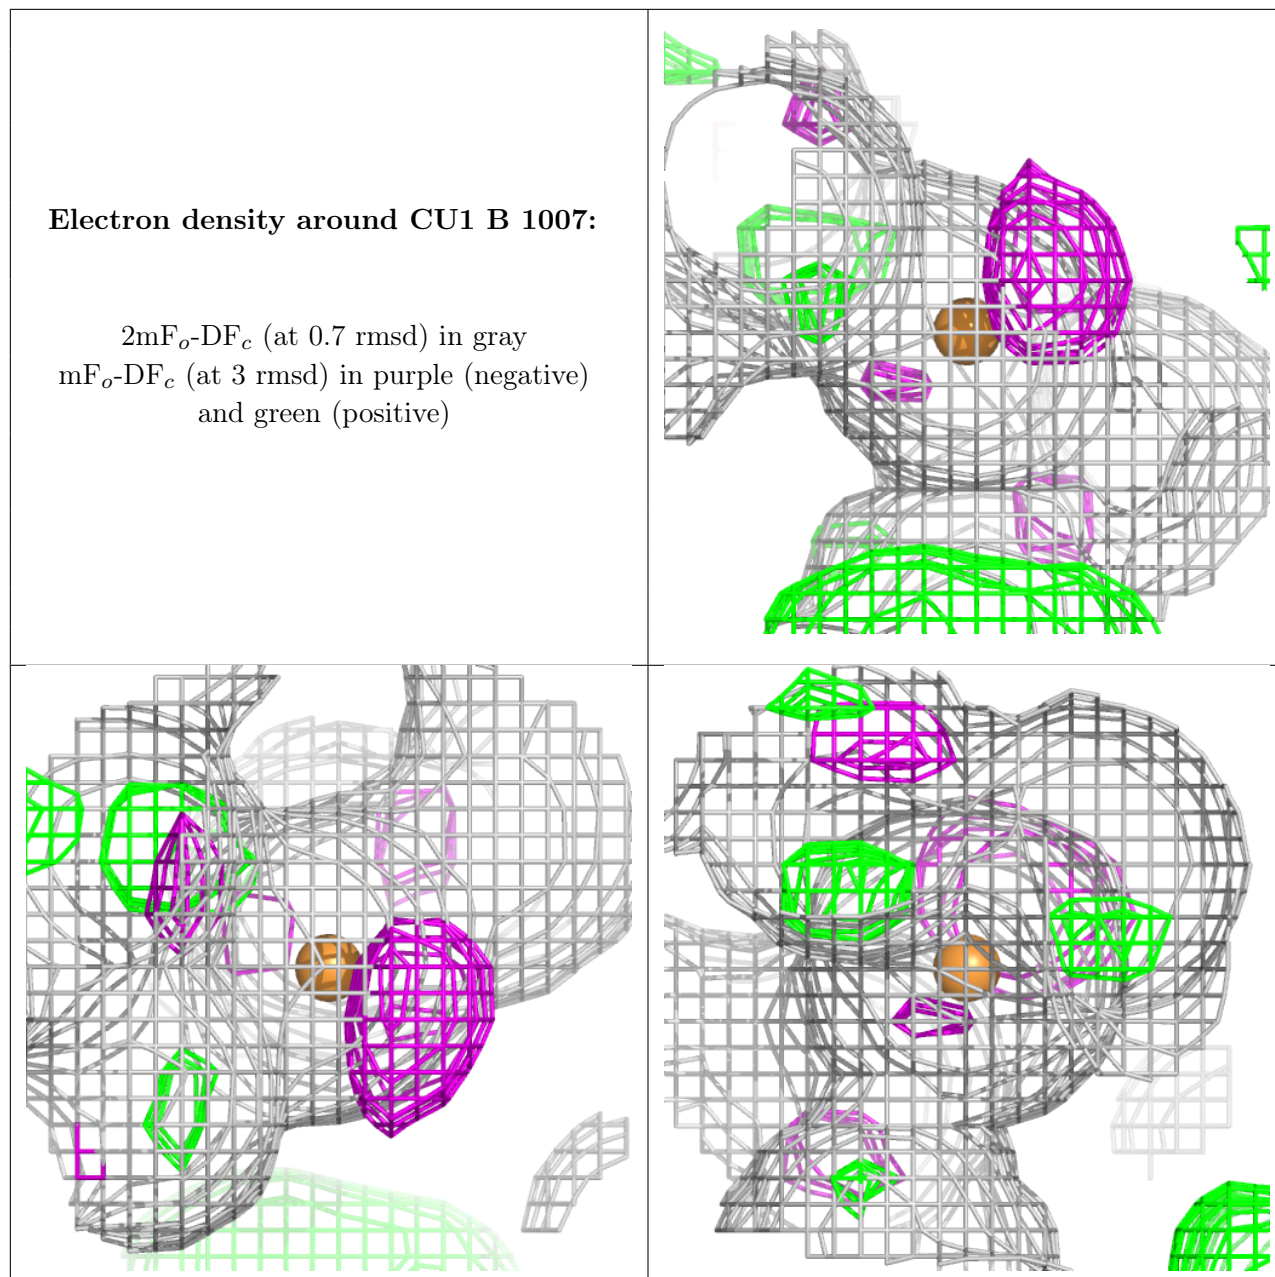 Electron density around CU1 B 1007:
2mFo-DFc (at 0.7 rmsd) in gray
mFo-DFc (at 3 rmsd) in purple (negative)
and green (positive)